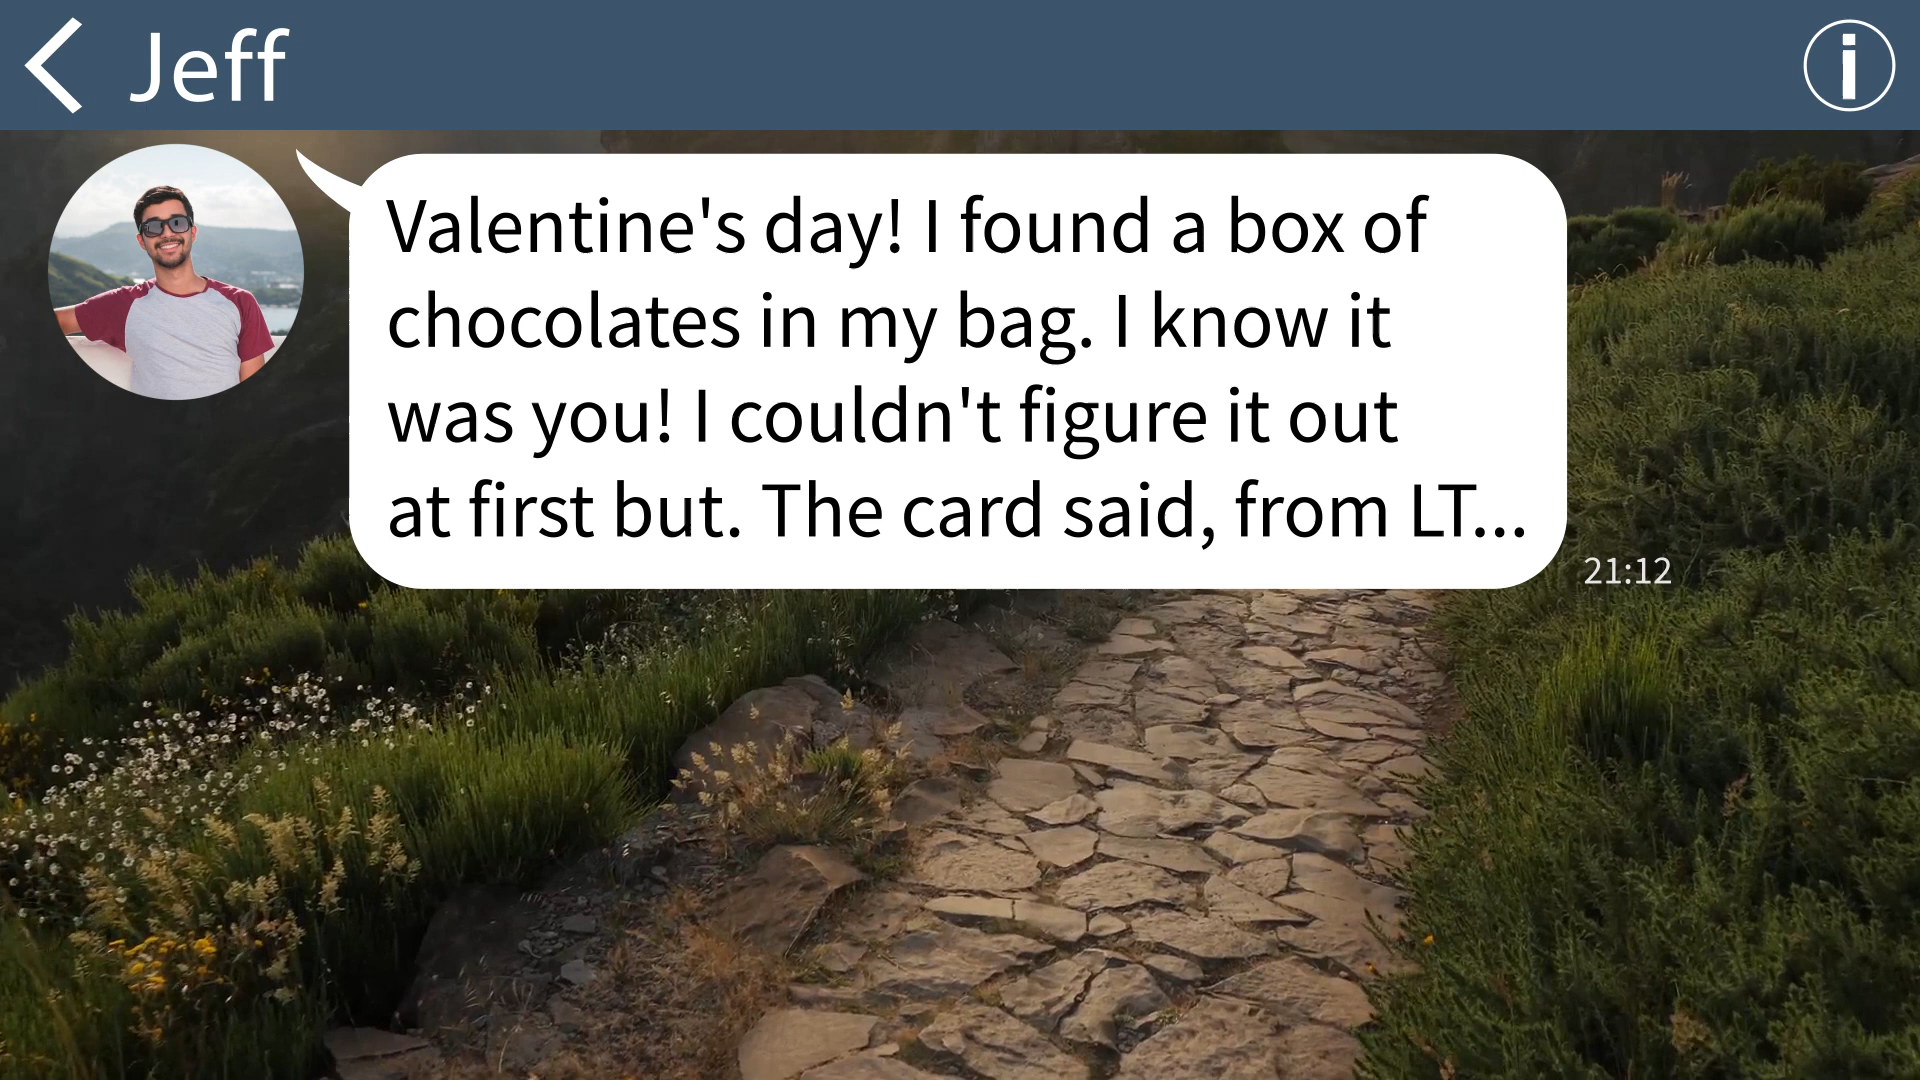 Jeff
Valentine's day! I found a box of
chocolates in my bag. I know it
was you! I couldn't figure it out
at first but. The card said, from LT...
21:12